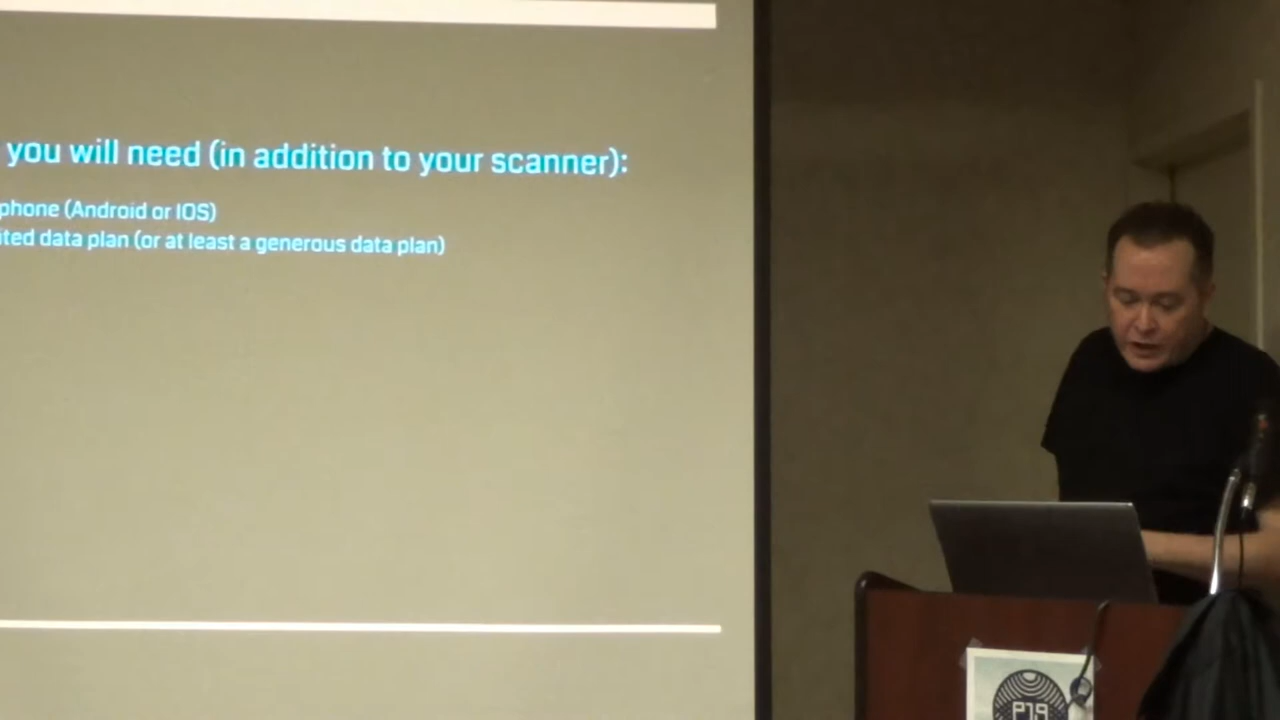 you will need (in addition to your scanner):
phone (Android or IOS)
ited data plan (or at least a generous data plan)
P19